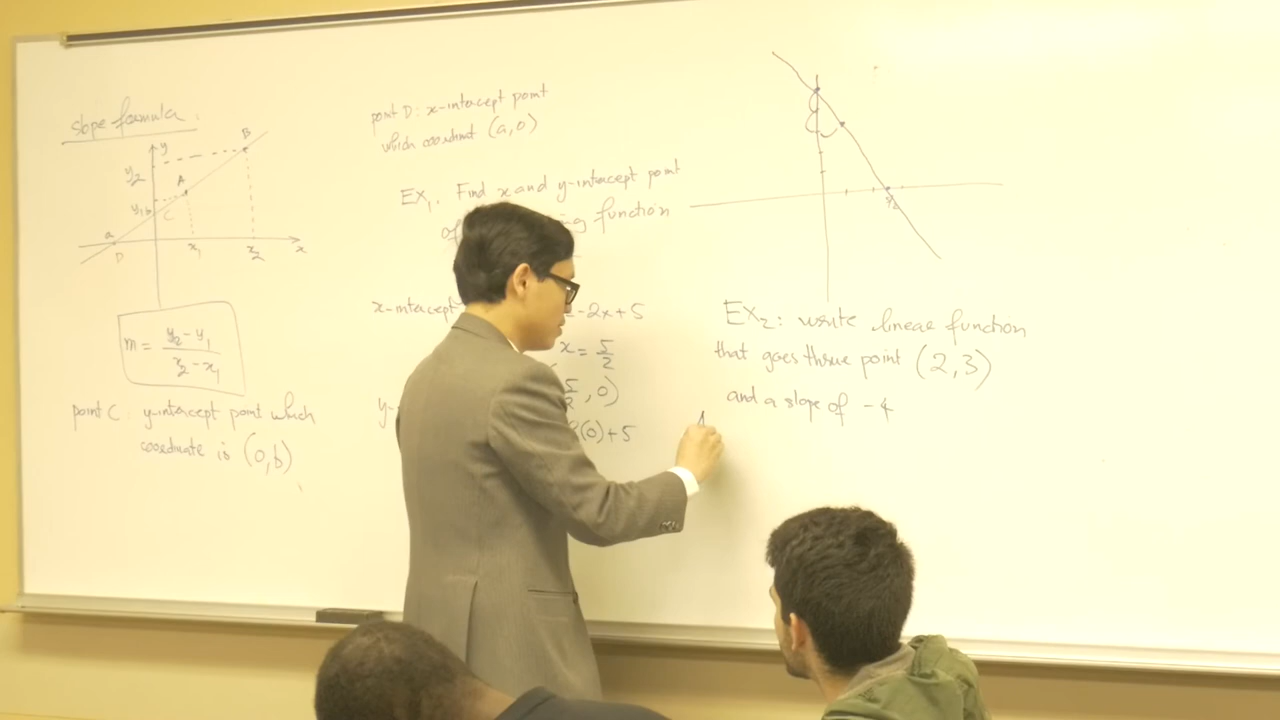 slope formula :
y
B
y2
A
y1
b
C
a
D
x1
x2
x
m = y2 - y1
x2 - x1
point C : y-intercept point which
coordinate is (0,b)
point D : x-intercept point
which coordinat (a,0)
EX1. Find x and y-intercept point
function
x-intercept
-2x+5
x = 5/2
, 0)
y-
(0)+5
EX2: write linear function
that goes thrue point (2,3)
and a slope of -4